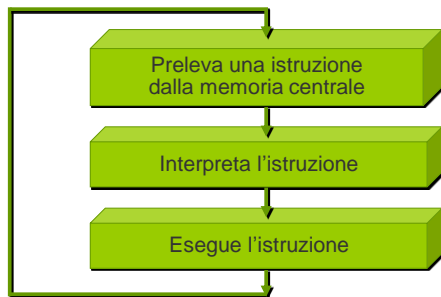 Preleva una istruzione
dalla memoria centrale
Interpreta l’istruzione
Esegue l’istruzione